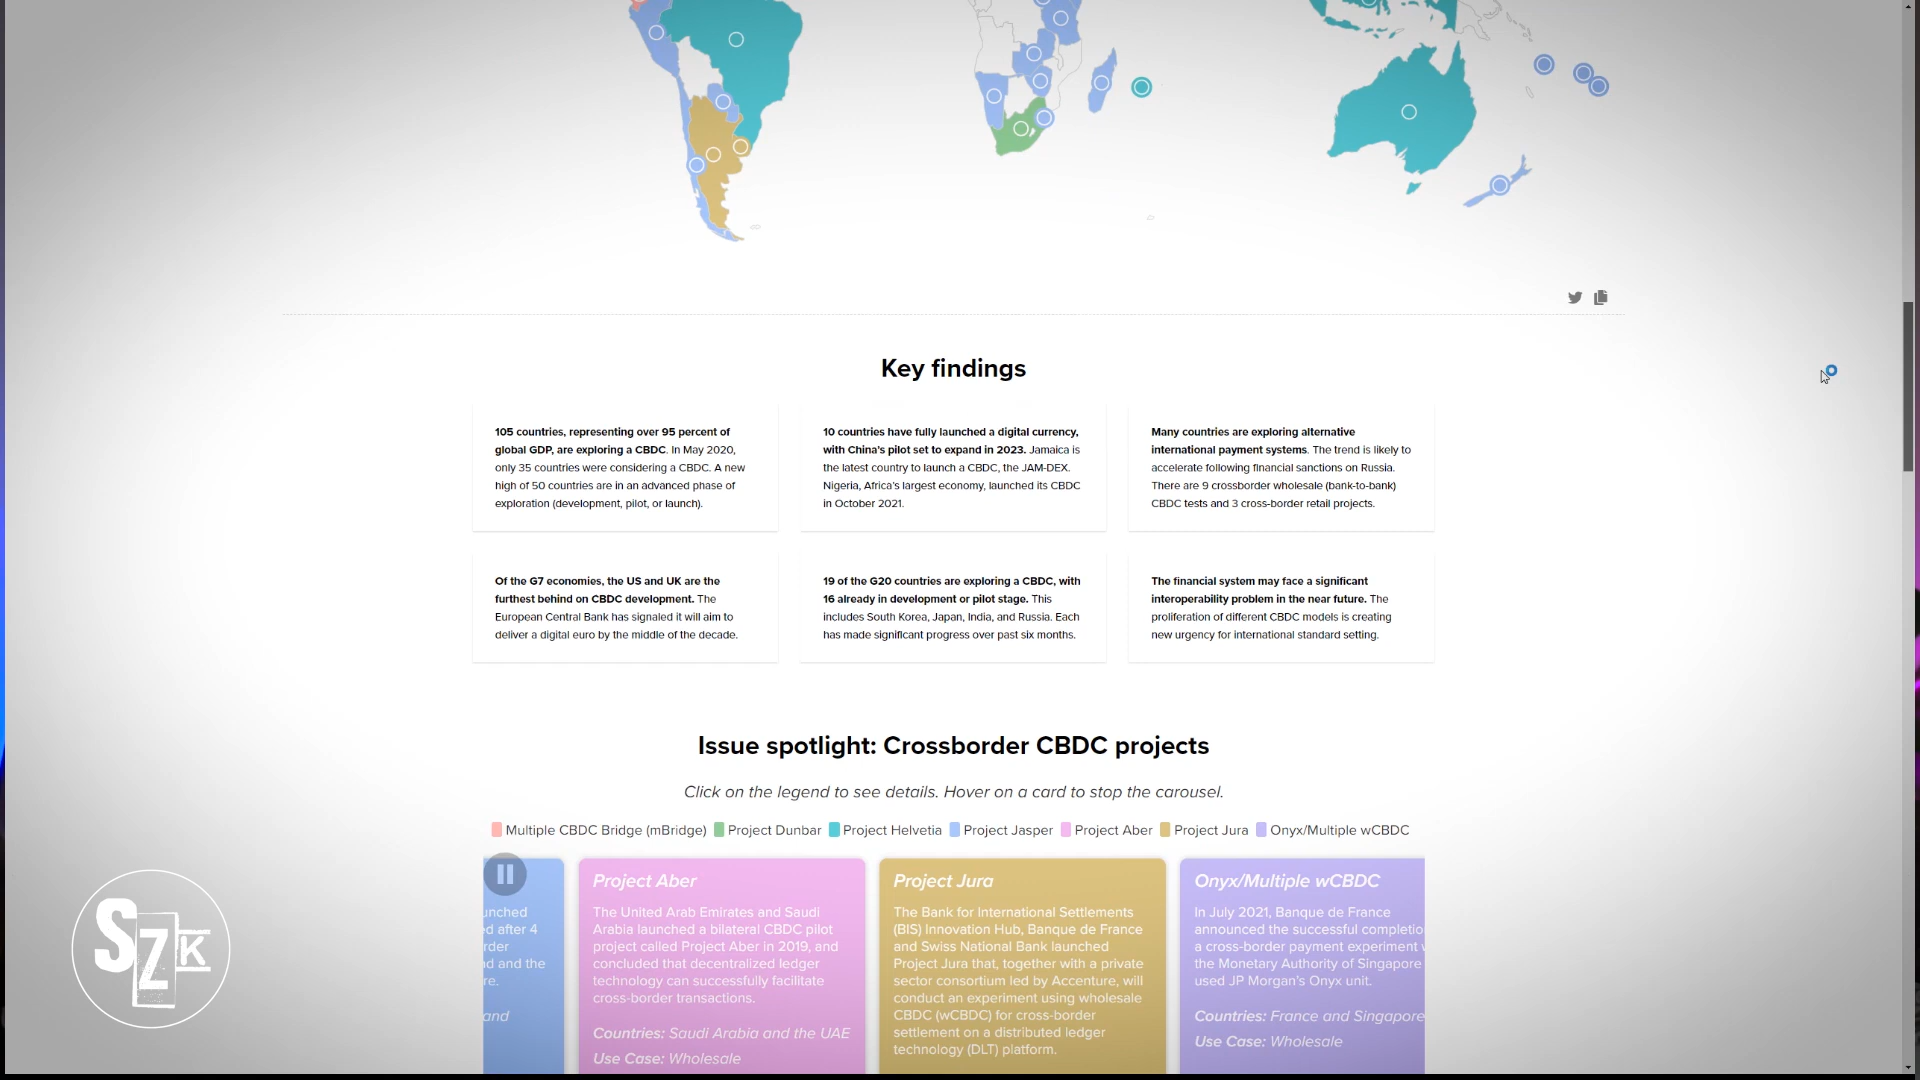 Key findings
105 countries, representing over 95 percent of
global GDP, are exploring a CBDC. In May 2020,
only 35 countries were considering a CBDC. A new
high of 50 countries are in an advanced phase of
exploration (development, pilot, or launch).
10 countries have fully launched a digital currency,
with China's pilot set to expand in 2023. Jamaica is
the latest country to launch a CBDC, the JAM-DEX.
Nigeria, Africa's largest economy, launched its CBDC
in October 2021.
Many countries are exploring alternative
international payment systems. The trend is likely to
accelerate following financial sanctions on Russia.
There are 9 crossborder wholesale (bank-to-bank)
CBDC tests and 3 cross-border retail projects.
Of the G7 economies, the US and UK are the
furthest behind on CBDC development. The
European Central Bank has signaled it will aim to
deliver a digital euro by the middle of the decade.
19 of the G20 countries are exploring a CBDC, with
16 already in development or pilot stage. This
includes South Korea, Japan, India, and Russia. Each
has made significant progress over past six months.
The financial system may face a significant
interoperability problem in the near future. The
proliferation of different CBDC models is creating
new urgency for international standard setting.
Issue spotlight: Crossborder CBDC projects
Click on the legend to see details. Hover on a card to stop the carousel.
Multiple CBDC Bridge (mBridge) Project Dunbar Project Helvetia Project Jasper Project Aber Project Jura Onyx/Multiple wCBDC
after 4
and the
and
Project Aber
The United Arab Emirates and Saudi
Arabia launched a bilateral CBDC pilot
project called Project Aber in 2019, and
concluded that decentralized ledger
technology can successfully facilitate
cross-border transactions.
Countries: Saudi Arabia and the UAE
Use Case: Wholesale
Project Jura
The Bank for International Settlements
(BIS) Innovation Hub, Banque de France
and Swiss National Bank launched
Project Jura that, together with a private
sector consortium led by Accenture, will
conduct an experiment using wholesale
CBDC (wCBDC) for cross-border
settlement on a distributed ledger
technology (DLT) platform.
Onyx/Multiple wCBDC
In July 2021, Banque de France
announced the successful completio
a cross-border payment experiment
the Monetary Authority of Singapore
used JP Morgan's Onyx unit.
Countries: France and Singapore
Use Case: Wholesale
SZK